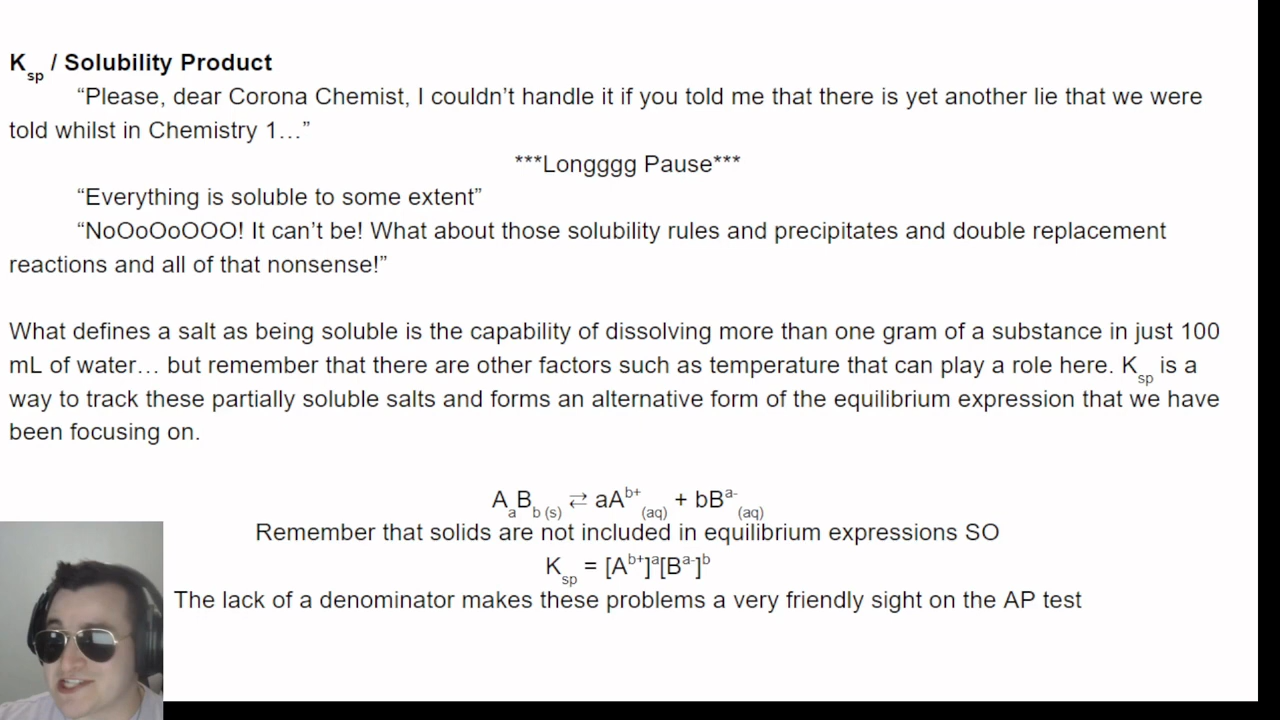 Ksp / Solubility Product
“Please, dear Corona Chemist, I couldn’t handle it if you told me that there is yet another lie that we were
told whilst in Chemistry 1…”
***Longggg Pause***
“Everything is soluble to some extent”
“NoOoOoOOO! It can’t be! What about those solubility rules and precipitates and double replacement
reactions and all of that nonsense!”
What defines a salt as being soluble is the capability of dissolving more than one gram of a substance in just 100
mL of water… but remember that there are other factors such as temperature that can play a role here. Ksp is a
way to track these partially soluble salts and forms an alternative form of the equilibrium expression that we have
been focusing on.
AaBb (s) ⇄ aAb+(aq) + bBa-(aq)
Remember that solids are not included in equilibrium expressions SO
Ksp = [Ab+]a[Ba-]b
The lack of a denominator makes these problems a very friendly sight on the AP test